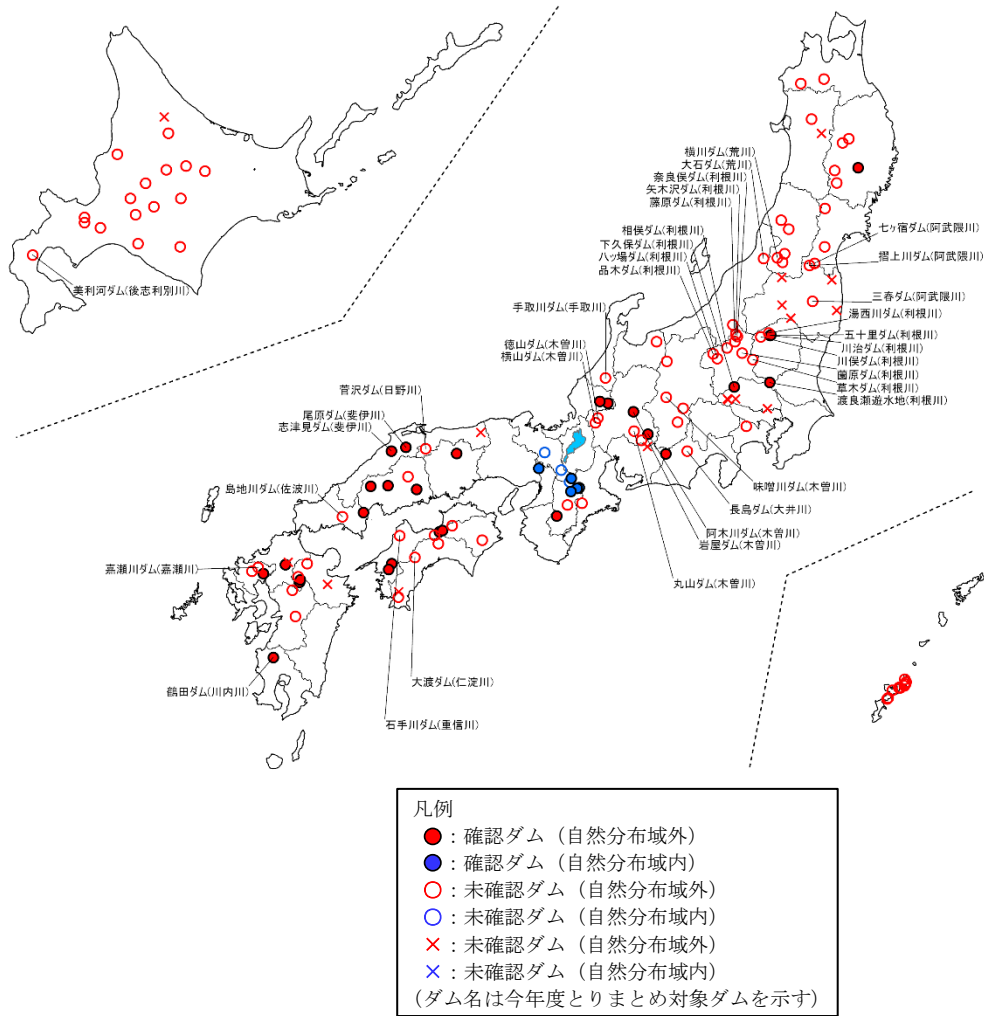 横川ダム(荒川)
大石ダム(荒川)
奈良俣ダム(利根川)
矢木沢ダム(利根川)
藤原ダム(利根川)
相俣ダム(利根川)
下久保ダム(利根川)
八ッ場ダム(利根川)
品木ダム(利根川)
七ヶ宿ダム(阿武隈川)
摺上川ダム(阿武隈川)
美利河ダム(後志利別川)
三春ダム(阿武隈川)
手取川ダム(手取川)
湯西川ダム(利根川)
五十里ダム(利根川)
徳山ダム(木曽川)
横山ダム(木曽川)
川治ダム(利根川)
川俣ダム(利根川)
薗原ダム(利根川)
草木ダム(利根川)
渡良瀬遊水地(利根川)
菅沢ダム(日野川)
尾原ダム(斐伊川)
志津見ダム(斐伊川)
島地川ダム(佐波川)
味噌川ダム(木曽川)
長島ダム(大井川)
阿木川ダム(木曽川)
岩屋ダム(木曽川)
丸山ダム(木曽川)
嘉瀬川ダム(嘉瀬川)
鶴田ダム(川内川)
大渡ダム(仁淀川)
石手川ダム(重信川)
凡例
：確認ダム（自然分布域外）
：確認ダム（自然分布域内）
：未確認ダム（自然分布域外）
：未確認ダム（自然分布域内）
：未確認ダム（自然分布域外）
：未確認ダム（自然分布域内）
(ダム名は今年度とりまとめ対象ダムを示す)